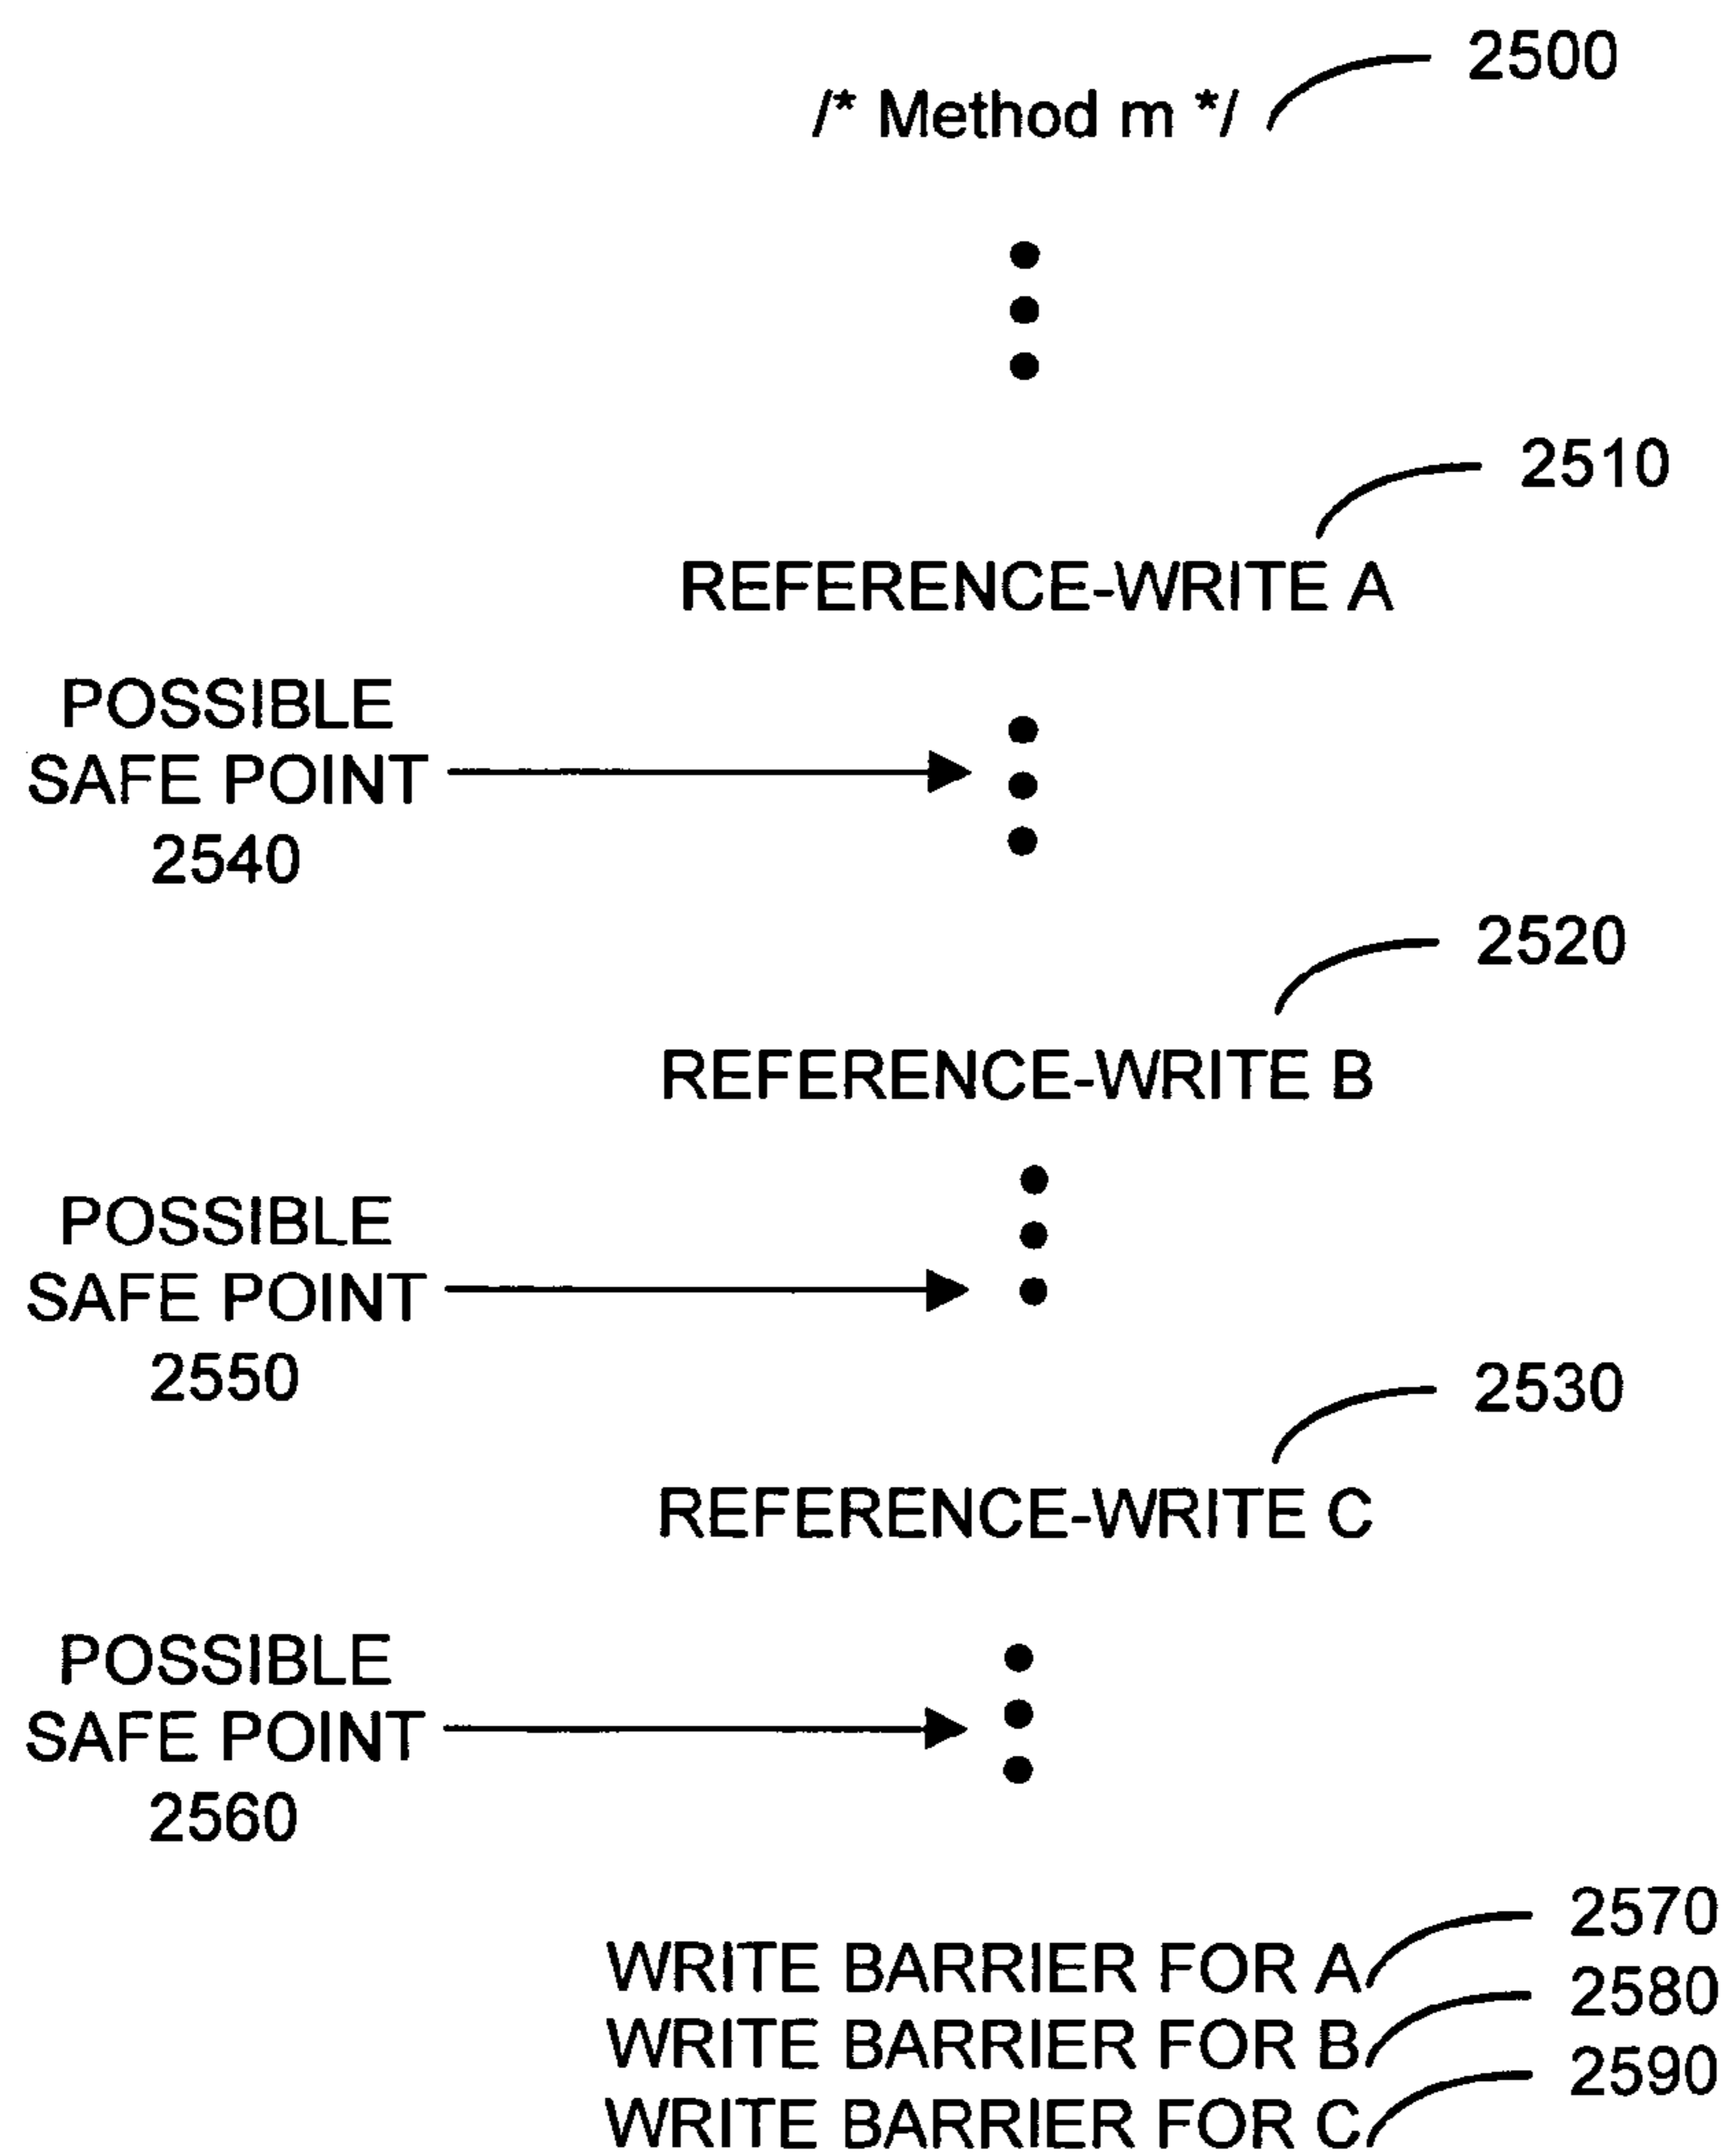 2500
/* Method m */
2510
REFERENCE-WRITE A
POSSIBLE
SAFE POINT
2540
2520
REFERENCE-WRITE B
POSSIBLE
SAFE POINT
2550
2530
REFERENCE-WRITE C
POSSIBLE
SAFE POINT
2560
WRITE BARRIER FOR A 2570
WRITE BARRIER FOR B 2580
WRITE BARRIER FOR C 2590